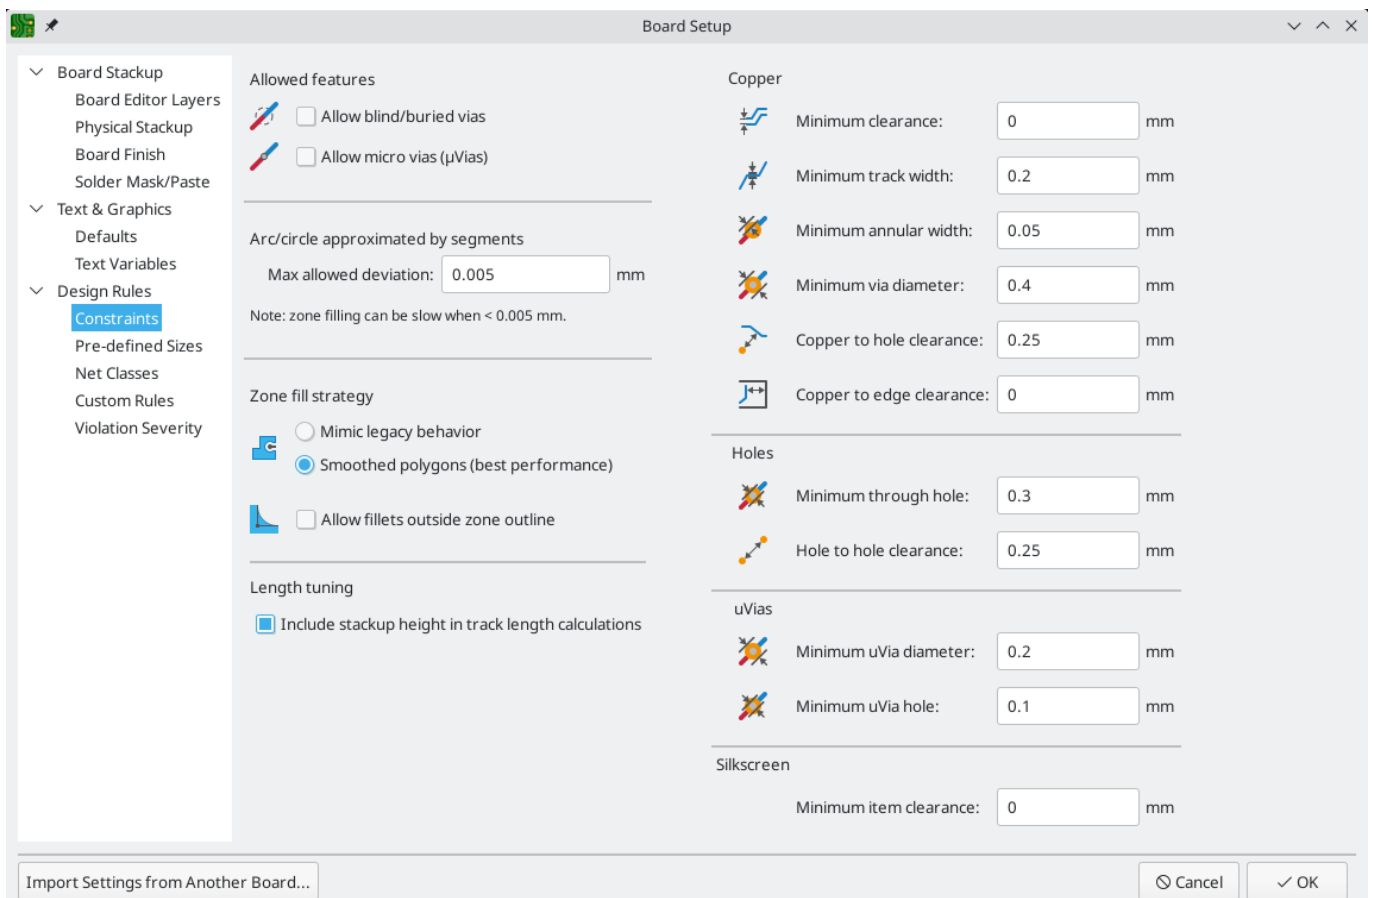 Board Setup
Board Stackup
Board Editor Layers
Physical Stackup
Board Finish
Solder Mask/Paste
Text & Graphics
Defaults
Text Variables
Design Rules
Constraints
Pre-defined Sizes
Net Classes
Custom Rules
Violation Severity
Allowed features
Allow blind/buried vias
Allow micro vias (µVias)
Arc/circle approximated by segments
Max allowed deviation: 0.005 mm
Note: zone filling can be slow when < 0.005 mm.
Zone fill strategy
Mimic legacy behavior
Smoothed polygons (best performance)
Allow fillets outside zone outline
Length tuning
Include stackup height in track length calculations
Copper
Minimum clearance: 0 mm
Minimum track width: 0.2 mm
Minimum annular width: 0.05 mm
Minimum via diameter: 0.4 mm
Copper to hole clearance: 0.25 mm
Copper to edge clearance: 0 mm
Holes
Minimum through hole: 0.3 mm
Hole to hole clearance: 0.25 mm
uVias
Minimum uVia diameter: 0.2 mm
Minimum uVia hole: 0.1 mm
Silkscreen
Minimum item clearance: 0 mm
Import Settings from Another Board...
Cancel
OK